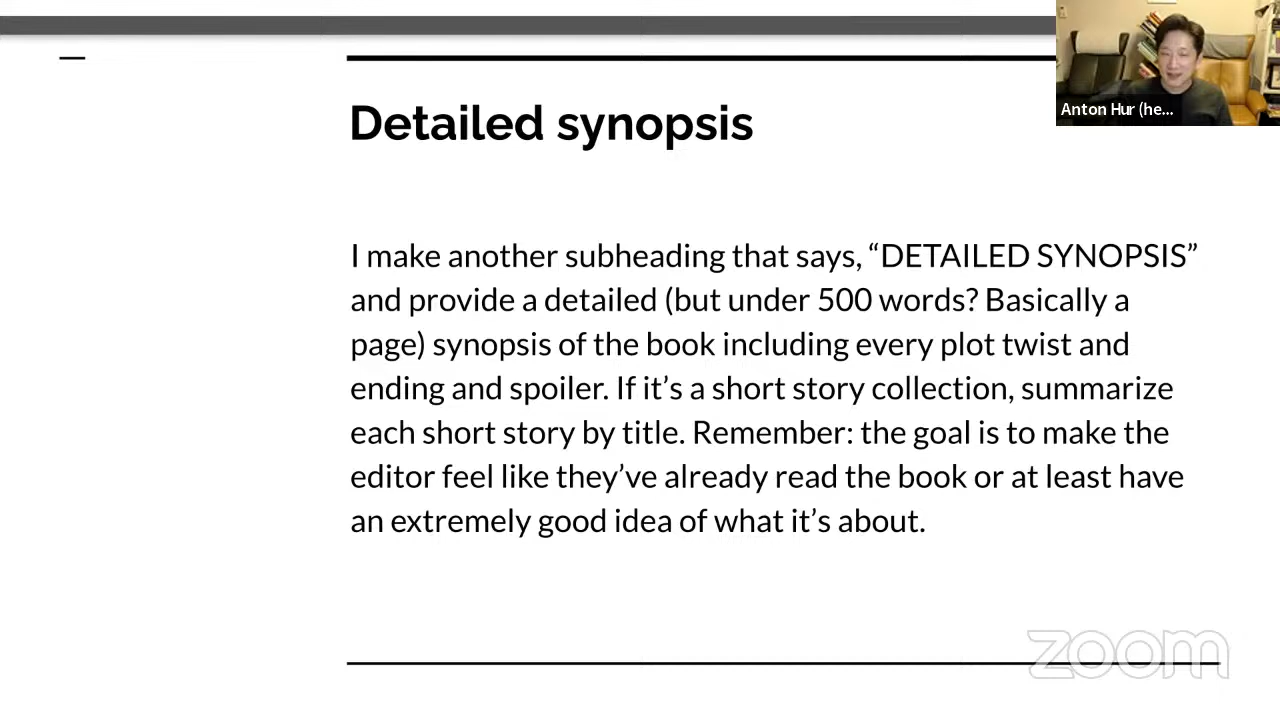 Anton Hur (he...
Detailed synopsis
I make another subheading that says, “DETAILED SYNOPSIS”
and provide a detailed (but under 500 words? Basically a
page) synopsis of the book including every plot twist and
ending and spoiler. If it’s a short story collection, summarize
each short story by title. Remember: the goal is to make the
editor feel like they’ve already read the book or at least have
an extremely good idea of what it’s about.
zoom